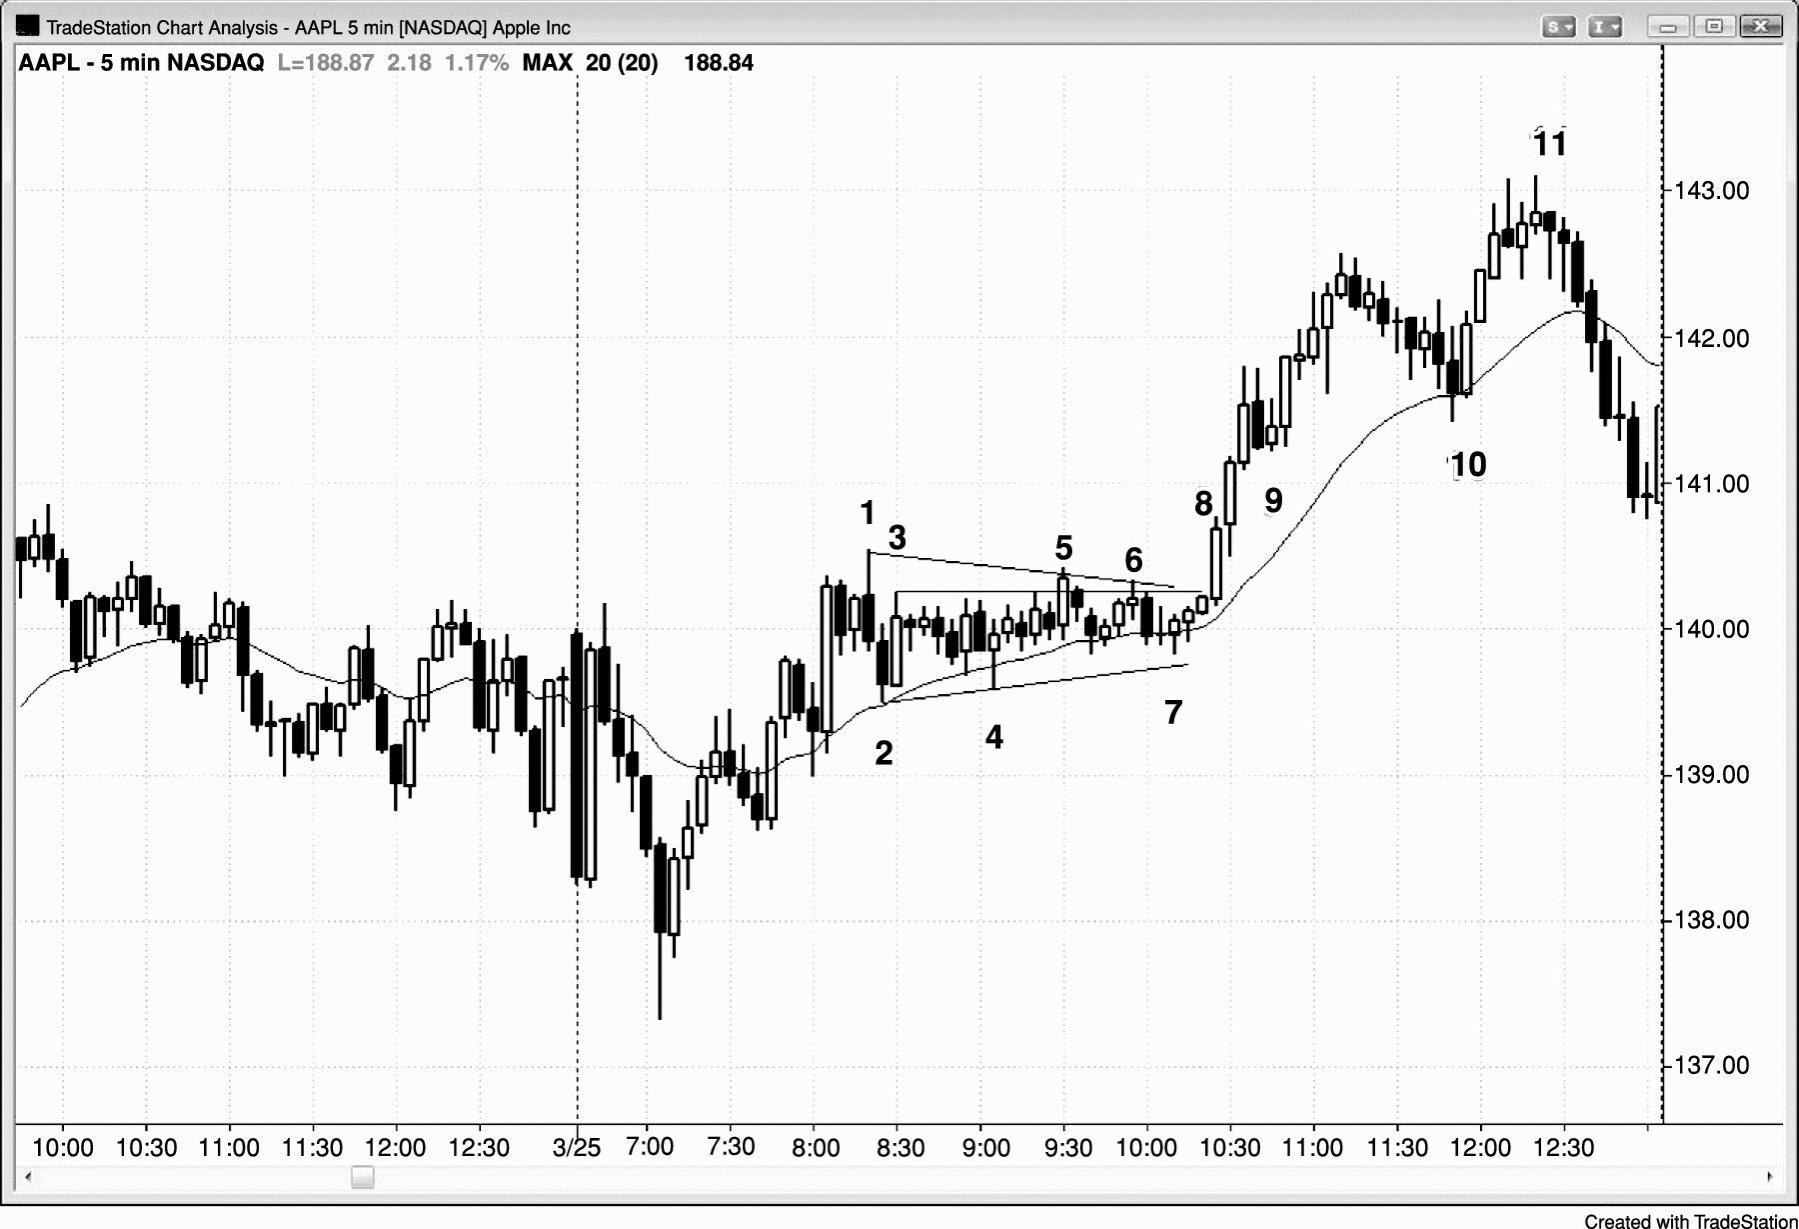 TradeStation Chart Analysis - AAPL 5 min [NASDAQ] Apple Inc
S I
AAPL - 5 min NASDAQ L=188.87 2.18 1.17% MAX 20 (20) 188.84
11
143.00
142.00
10
141.00
1 3 5 6 8 9
140.00
2 4 7
139.00
138.00
137.00
10:00 10:30 11:00 11:30 12:00 12:30 3/25 7:00 7:30 8:00 8:30 9:00 9:30 10:00 10:30 11:00 11:30 12:00 12:30
Created with TradeStation